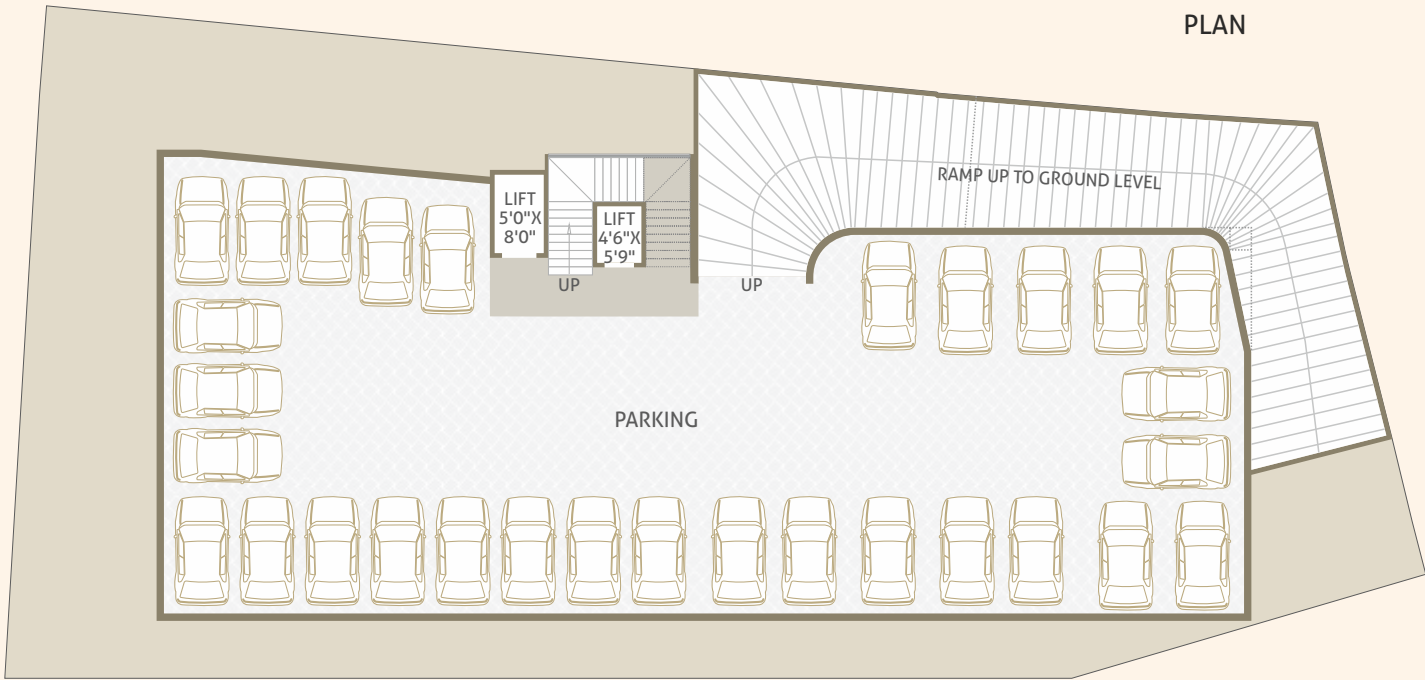 PLAN
RAMP UP TO GROUND LEVEL
LIFT
5'0"X
8'0"
LIFT
4'6"X
5'9"
UP
UP
PARKING